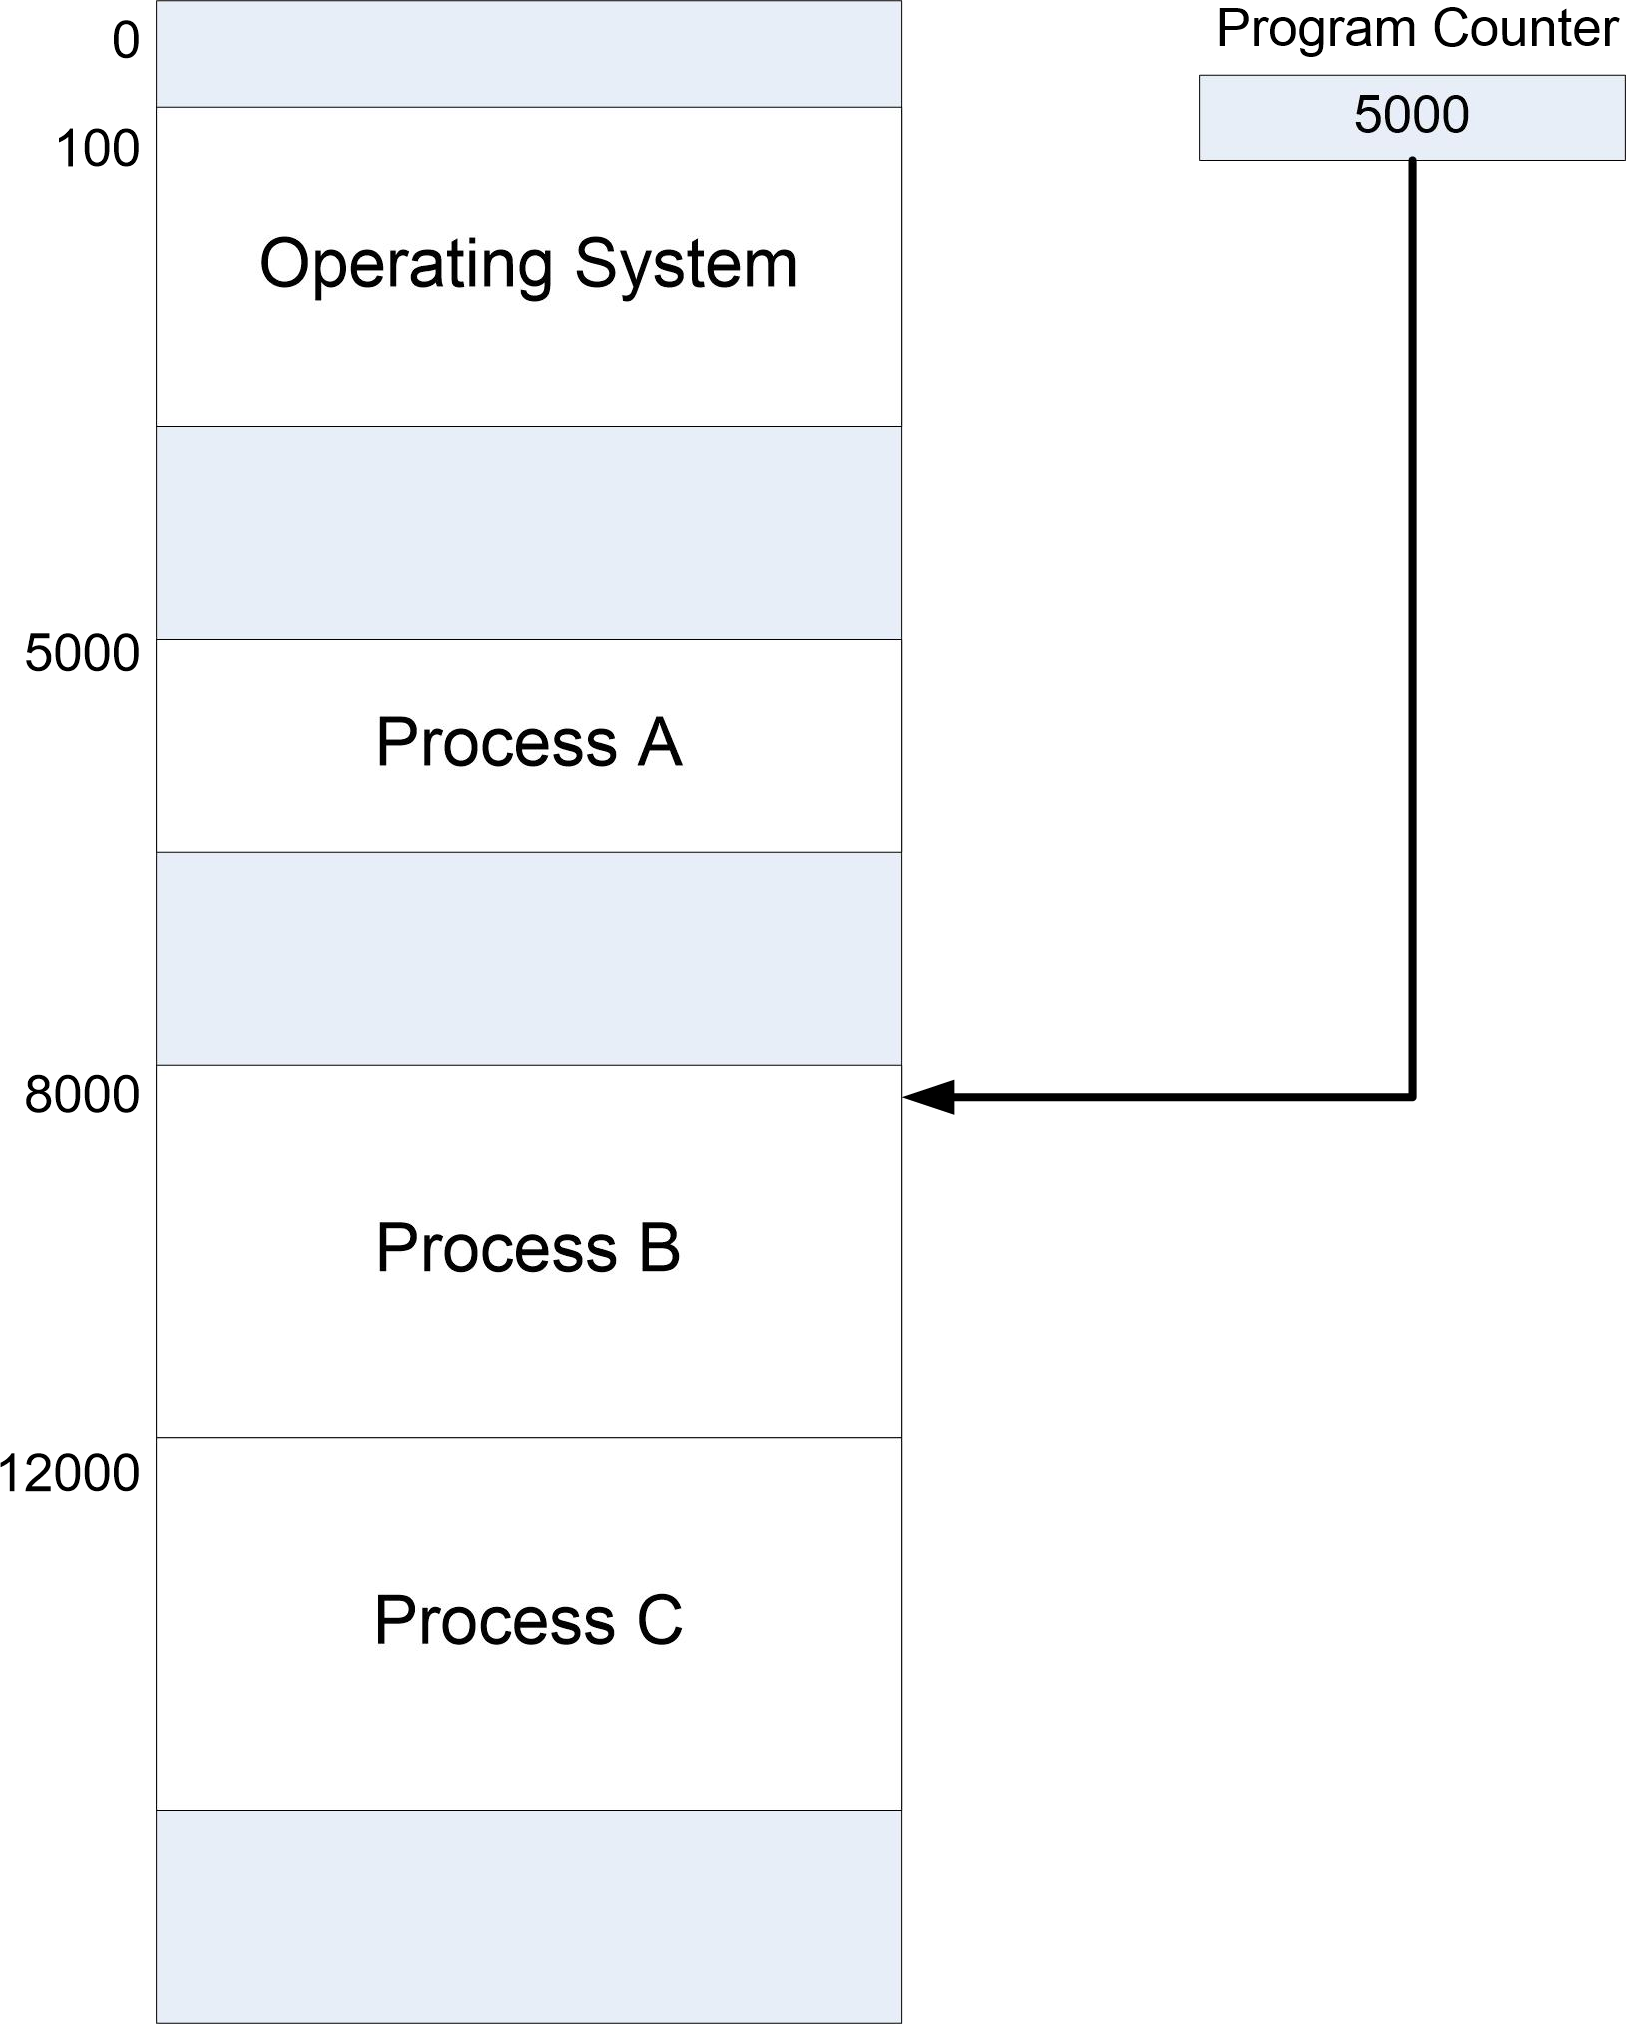 Program Counter
5000
0
100
Operating System
5000
Process A
8000
Process B
12000
Process C